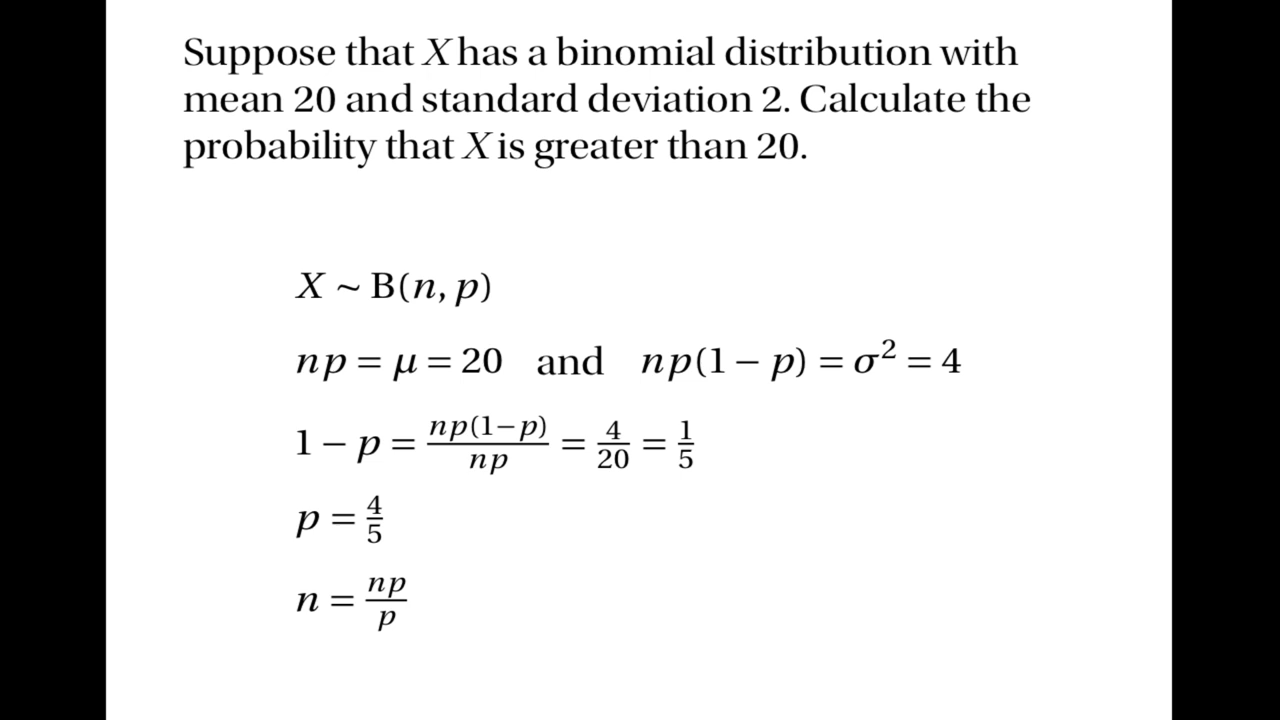 Suppose that X has a binomial distribution with
mean 20 and standard deviation 2. Calculate the
probability that X is greater than 20.
X ~ B(n, p)
np = μ = 20 and np(1 − p) = σ² = 4
1 − p = np(1−p)/np = 4/20 = 1/5
p = 4/5
n = np/p